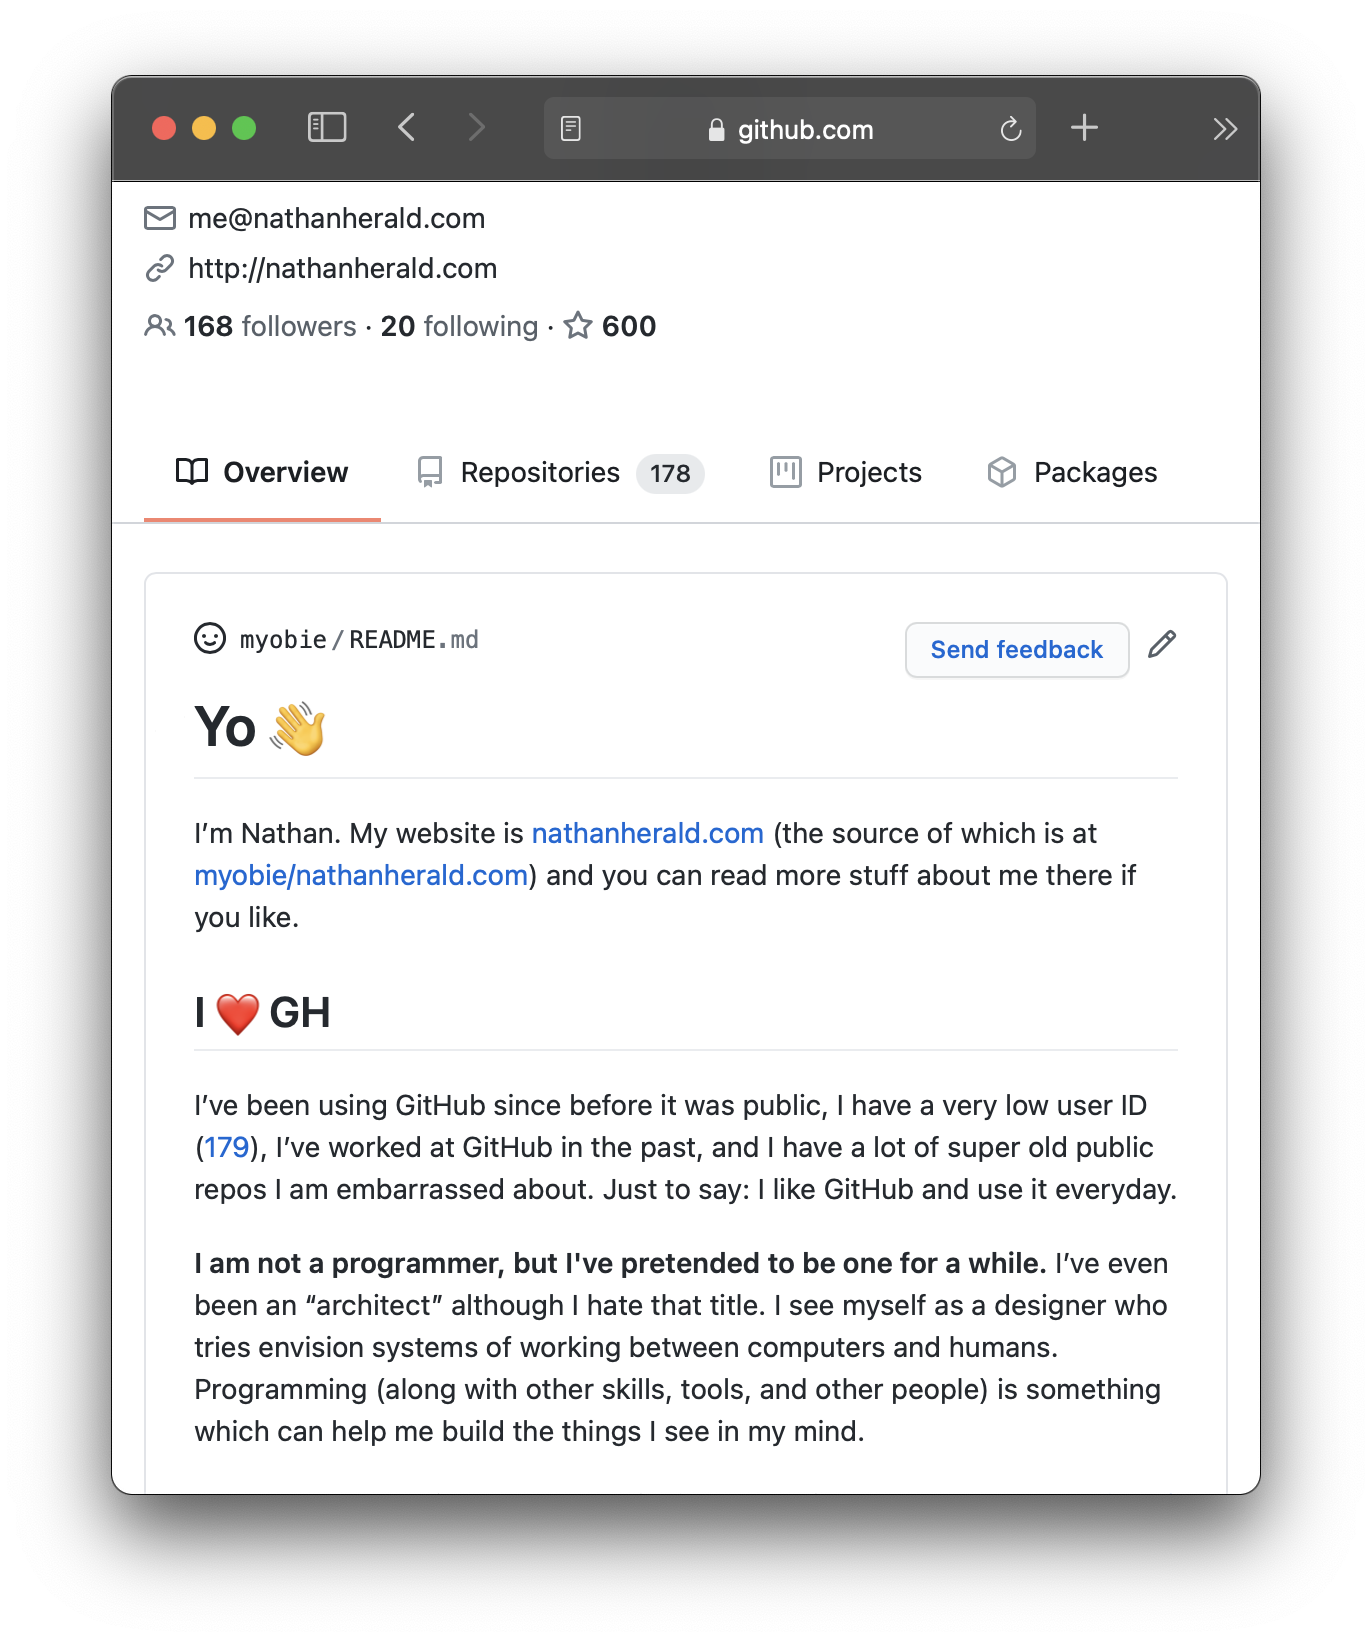 github.com
me@nathanherald.com
http://nathanherald.com
168 followers · 20 following · 600
Overview Repositories 178 Projects Packages
myobie/README.md Send feedback
Yo 👋
I’m Nathan. My website is nathanherald.com (the source of which is at
myobie/nathanherald.com) and you can read more stuff about me there if
you like.
I ❤️ GH
I’ve been using GitHub since before it was public, I have a very low user ID
(179), I’ve worked at GitHub in the past, and I have a lot of super old public
repos I am embarrassed about. Just to say: I like GitHub and use it everyday.
I am not a programmer, but I've pretended to be one for a while. I’ve even
been an “architect” although I hate that title. I see myself as a designer who
tries envision systems of working between computers and humans.
Programming (along with other skills, tools, and other people) is something
which can help me build the things I see in my mind.